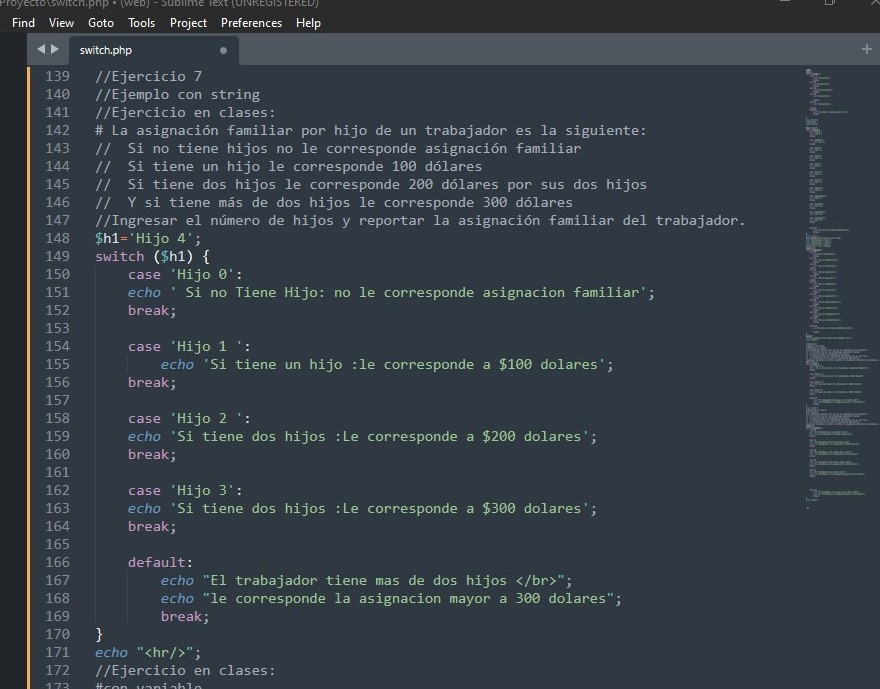 Proyecto\switch.php • (web) - Sublime Text (UNREGISTERED)
Find View Goto Tools Project Preferences Help
switch.php
139 //Ejercicio 7
140 //Ejemplo con string
141 //Ejercicio en clases:
142 # La asignación familiar por hijo de un trabajador es la siguiente:
143 //  Si no tiene hijos no le corresponde asignación familiar
144 //  Si tiene un hijo le corresponde 100 dólares
145 //  Si tiene dos hijos le corresponde 200 dólares por sus dos hijos
146 //  Y si tiene más de dos hijos le corresponde 300 dólares
147 //Ingresar el número de hijos y reportar la asignación familiar del trabajador.
148 $h1='Hijo 4';
149 switch ($h1) {
150     case 'Hijo 0':
151     echo ' Si no Tiene Hijo: no le corresponde asignacion familiar';
152     break;
153
154     case 'Hijo 1 ':
155         echo 'Si tiene un hijo :le corresponde a $100 dolares';
156     break;
157
158     case 'Hijo 2 ':
159     echo 'Si tiene dos hijos :Le corresponde a $200 dolares';
160     break;
161
162     case 'Hijo 3':
163     echo 'Si tiene dos hijos :Le corresponde a $300 dolares';
164     break;
165
166     default:
167         echo "El trabajador tiene mas de dos hijos </br>";
168         echo "le corresponde la asignacion mayor a 300 dolares";
169         break;
170 }
171 echo "<hr/>";
172 //Ejercicio en clases:
173 #con variable